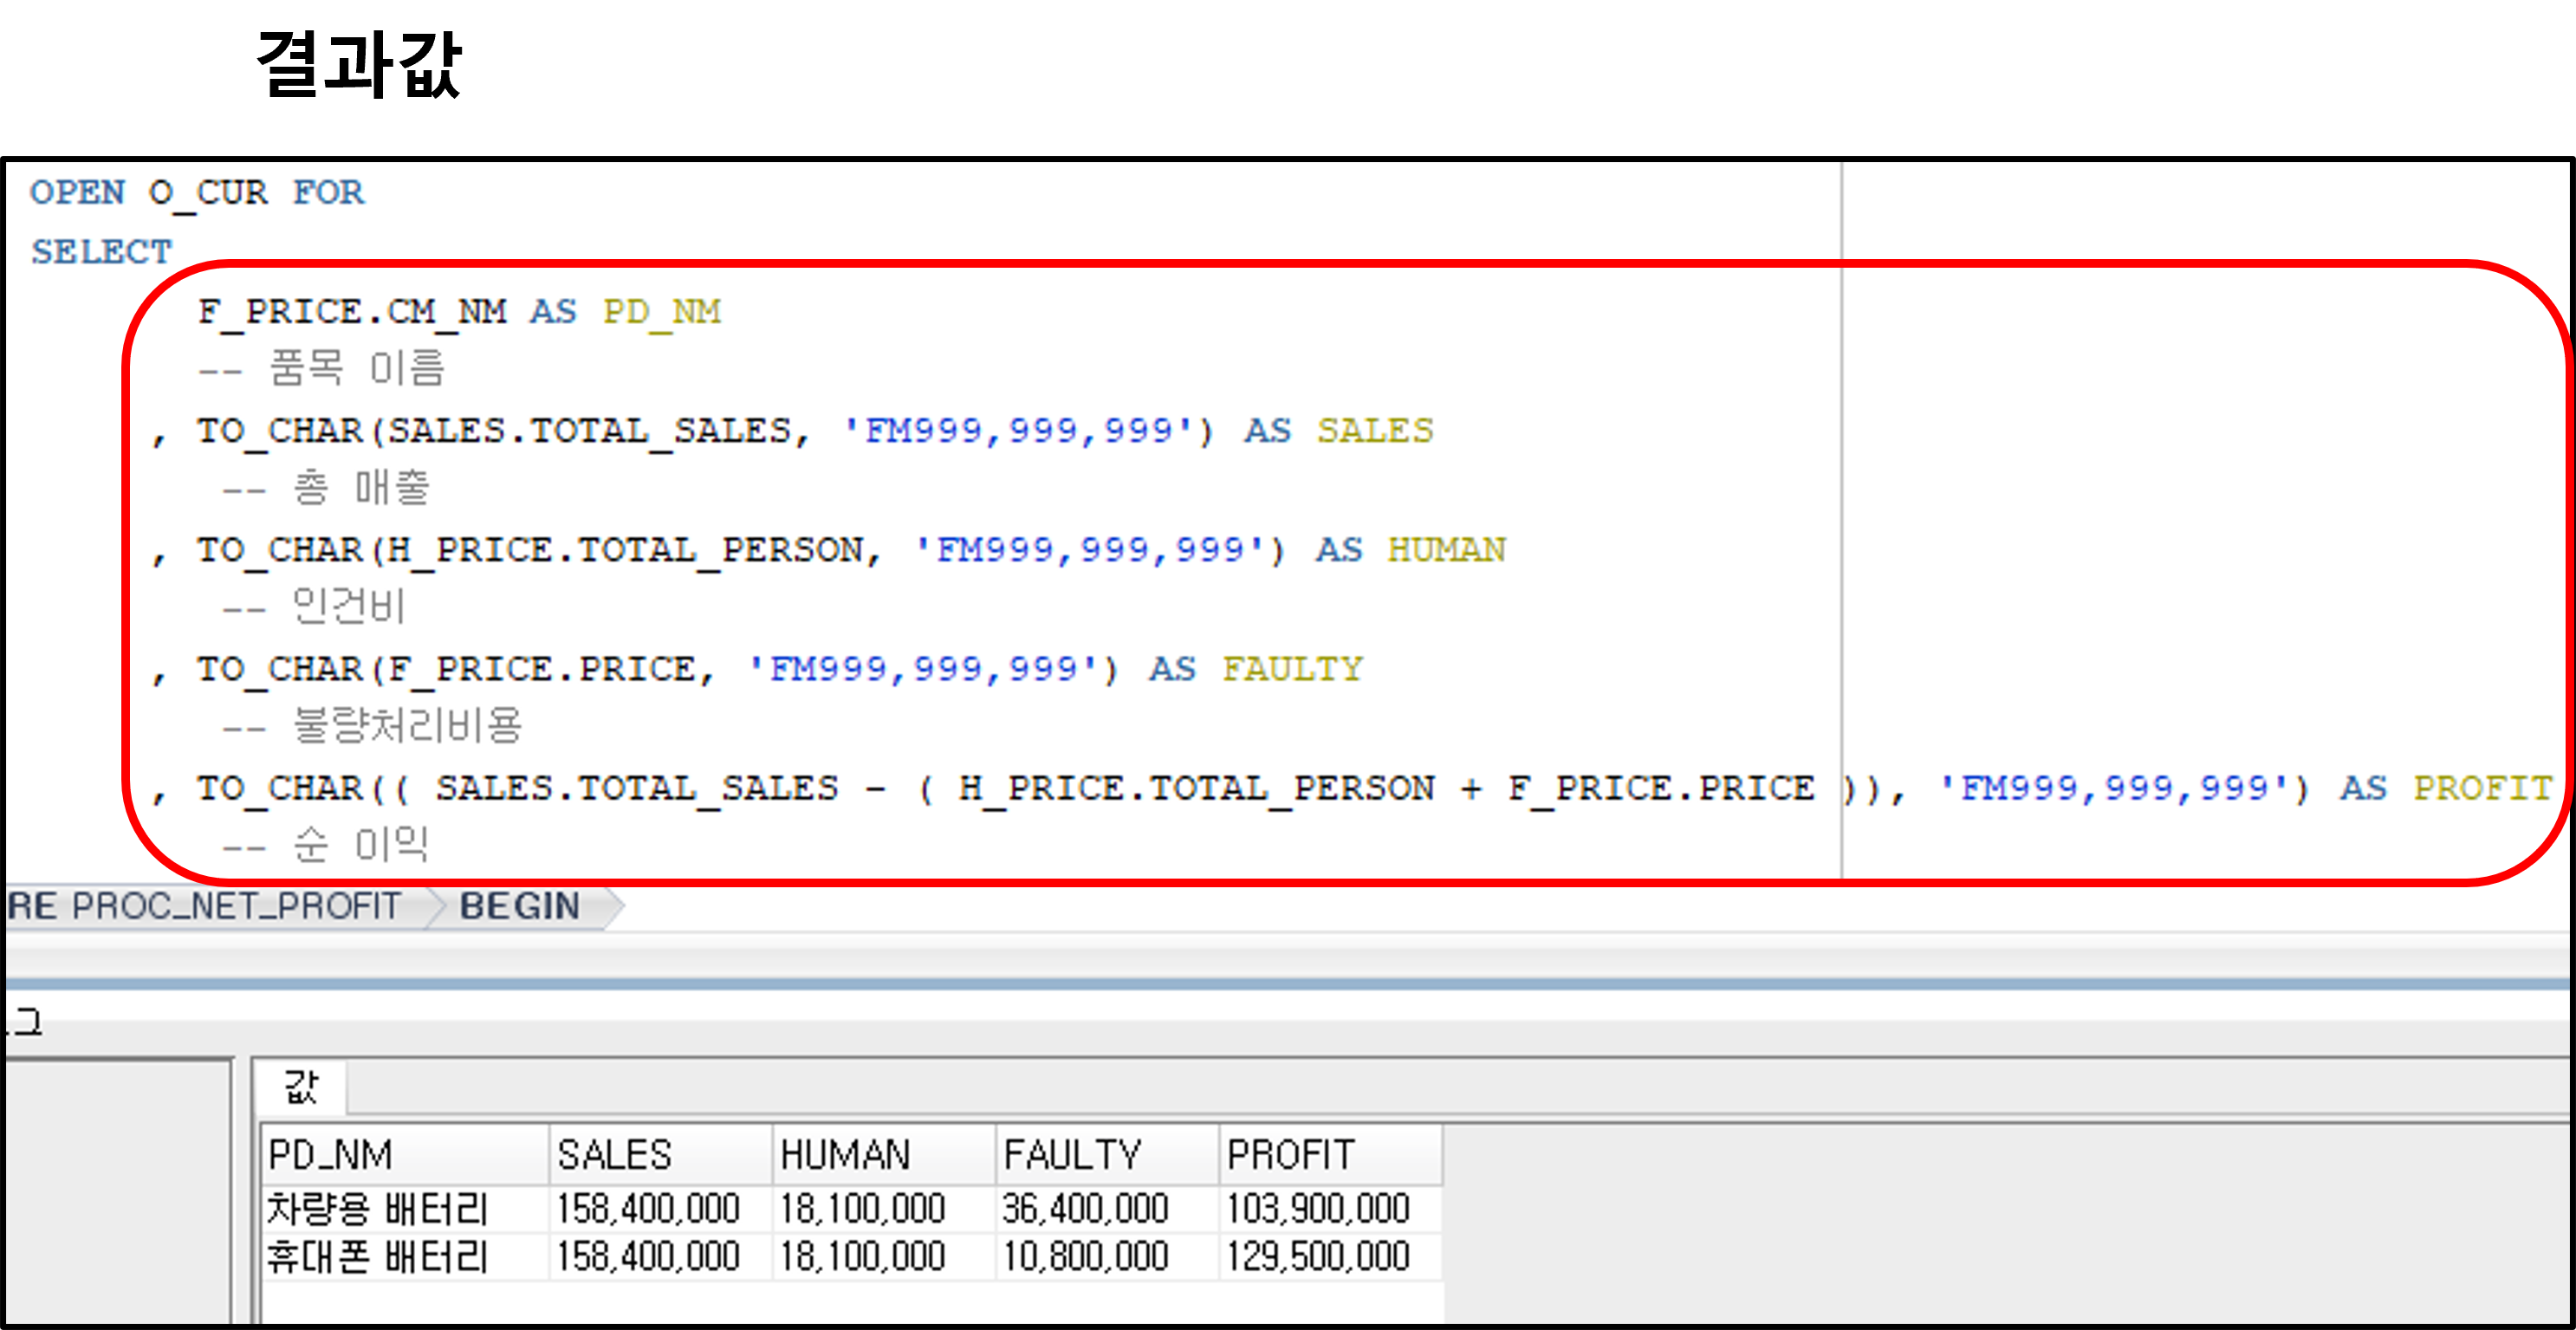 결과값
OPEN O_CUR FOR
SELECT
F_PRICE.CM_NM AS PD_NM
-- 품목 이름
, TO_CHAR(SALES.TOTAL_SALES, 'FM999,999,999') AS SALES
-- 총 매출
, TO_CHAR(H_PRICE.TOTAL_PERSON, 'FM999,999,999') AS HUMAN
-- 인건비
, TO_CHAR(F_PRICE.PRICE, 'FM999,999,999') AS FAULTY
-- 불량처리비용
, TO_CHAR(( SALES.TOTAL_SALES - ( H_PRICE.TOTAL_PERSON + F_PRICE.PRICE )), 'FM999,999,999') AS PROFIT
-- 순 이익
RE PROC_NET_PROFIT BEGIN
그
값
PD_NM SALES HUMAN FAULTY PROFIT
차량용 배터리 158,400,000 18,100,000 36,400,000 103,900,000
휴대폰 배터리 158,400,000 18,100,000 10,800,000 129,500,000